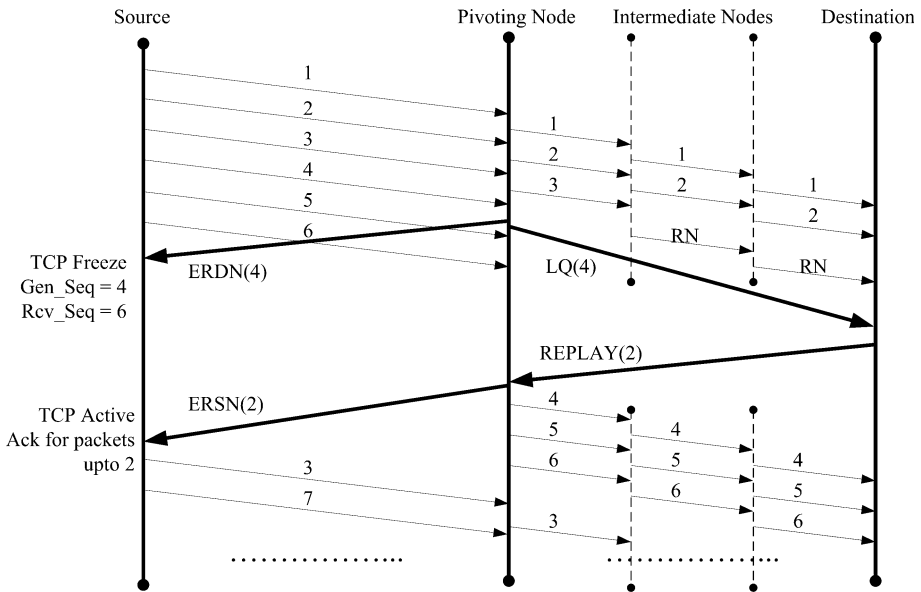 Source
Pivoting Node
Intermediate Nodes
Destination
1
2
3
4
5
6
1
2
3
1
2
1
2
RN
RN
ERDN(4)
LQ(4)
TCP Freeze
Gen_Seq = 4
Rcv_Seq = 6
REPLAY(2)
ERSN(2)
TCP Active
Ack for packets
upto 2
4
5
6
4
5
6
4
5
6
3
7
3